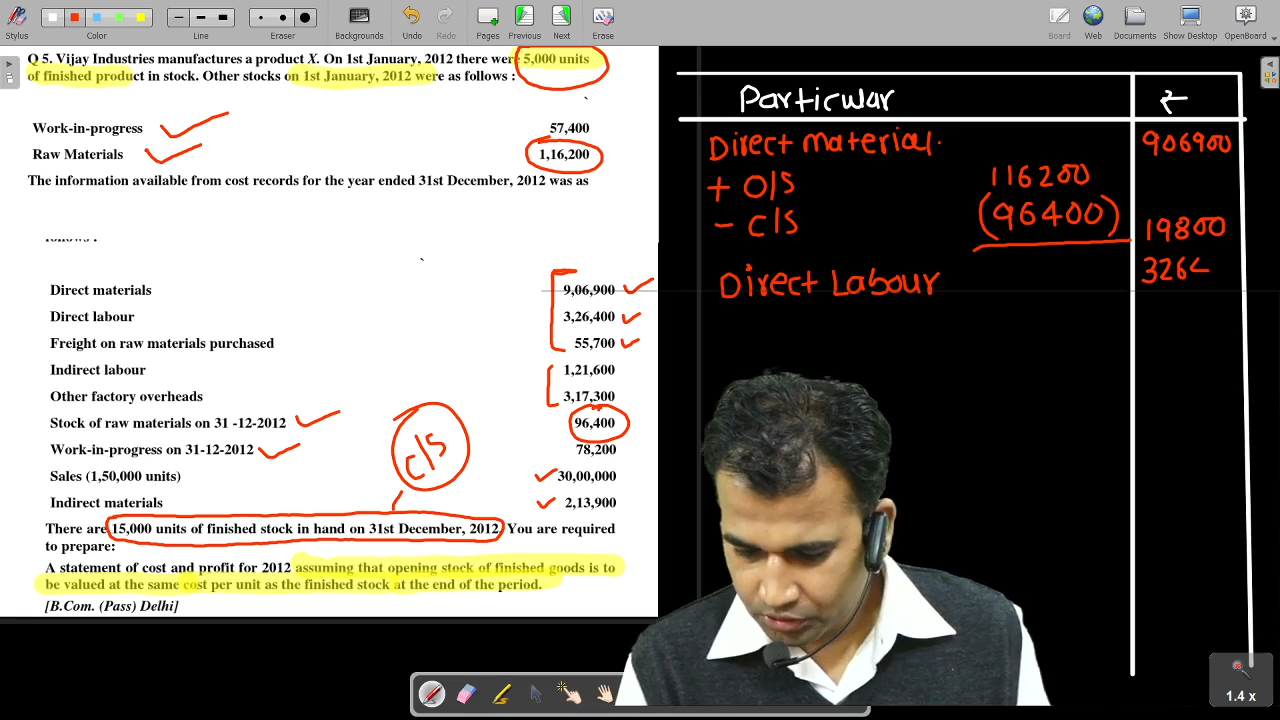 Stylus
Color
Line
Eraser
Backgrounds
Undo
Redo
Pages
Previous
Next
Erase
Board
Web
Documents
Show Desktop
OpenBoard
Q 5. Vijay Industries manufactures a product X. On 1st January, 2012 there were 5,000 units
of finished product in stock. Other stocks on 1st January, 2012 were as follows :
`
Work-in-progress 57,400
Raw Materials 1,16,200
The information available from cost records for the year ended 31st December, 2012 was as
follows :
`
Direct materials 9,06,900
Direct labour 3,26,400
Freight on raw materials purchased 55,700
Indirect labour 1,21,600
Other factory overheads 3,17,300
Stock of raw materials on 31 -12-2012 96,400
Work-in-progress on 31-12-2012 78,200
Sales (1,50,000 units) 30,00,000
Indirect materials 2,13,900
C/S
There are 15,000 units of finished stock in hand on 31st December, 2012. You are required
to prepare:
A statement of cost and profit for 2012 assuming that opening stock of finished goods is to
be valued at the same cost per unit as the finished stock at the end of the period.
[B.Com. (Pass) Delhi]
Particular ₹
Direct material. 906900
+ O/S 116200
- C/S (96400) 19800
Direct Labour 326
1.4 x